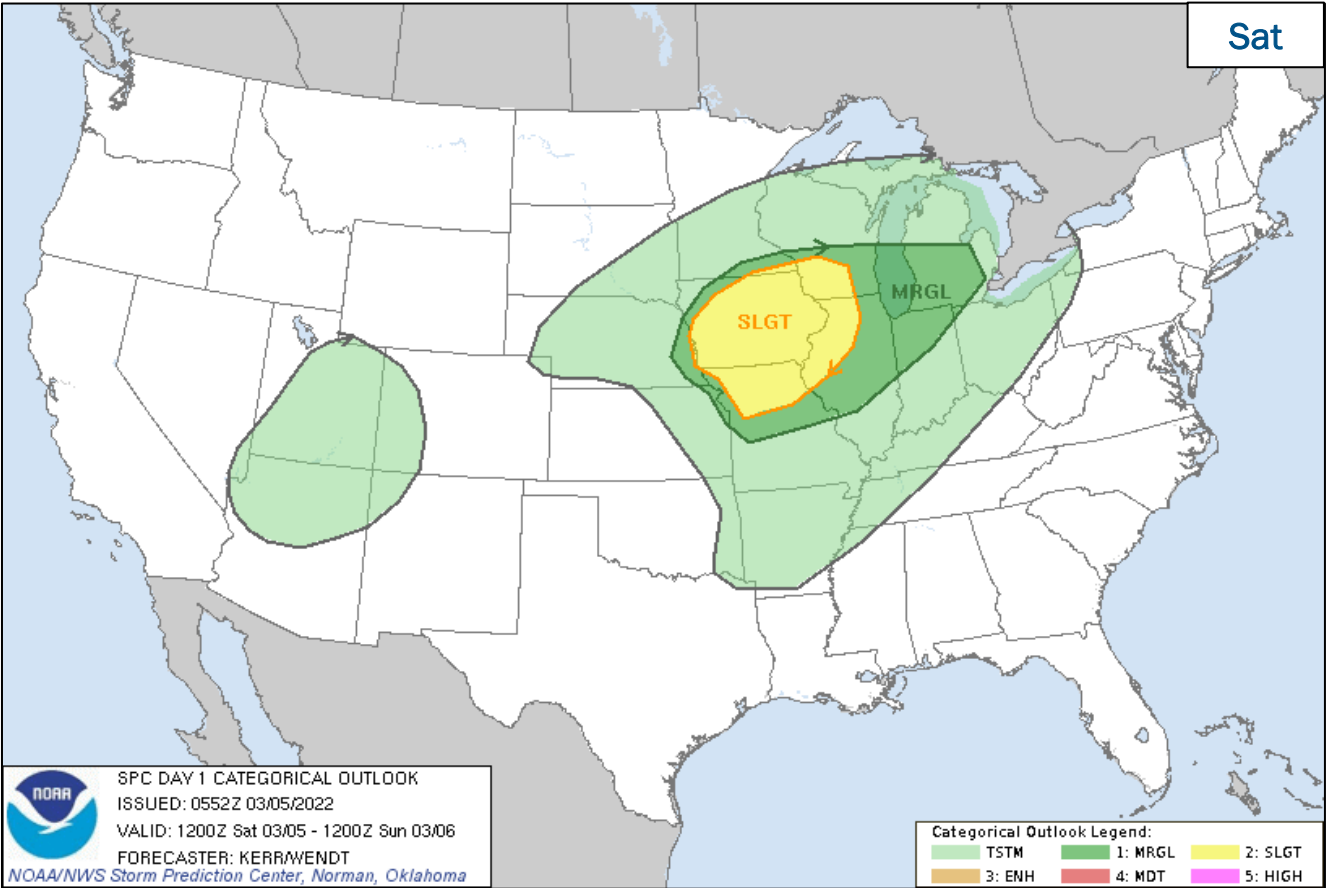 Sat
MRGL
SLGT
NOAA
SPC DAY 1 CATEGORICAL OUTLOOK
ISSUED: 0552Z 03/05/2022
VALID: 1200Z Sat 03/05 - 1200Z Sun 03/06
FORECASTER: KERR/WENDT
NOAA/NWS Storm Prediction Center, Norman, Oklahoma
Categorical Outlook Legend:
TSTM 1: MRGL 2: SLGT
3: ENH 4: MDT 5: HIGH